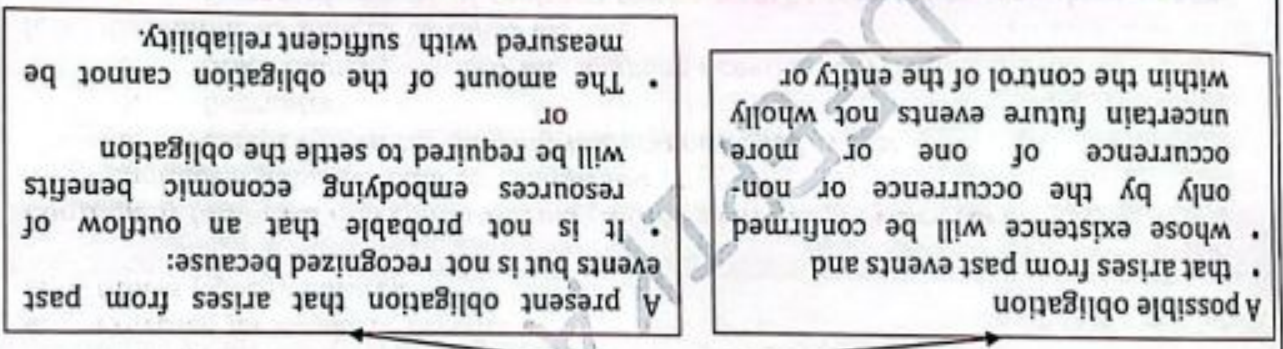 A possible obligation
• that arises from past events and
• whose existence will be confirmed
only by the occurrence or non-
occurrence of one or more
uncertain future events not wholly
within the control of the entity or
A present obligation that arises from past
events but is not recognized because:
• It is not probable that an outflow of
resources embodying economic benefits
will be required to settle the obligation
or
• The amount of the obligation cannot be
measured with sufficient reliability.